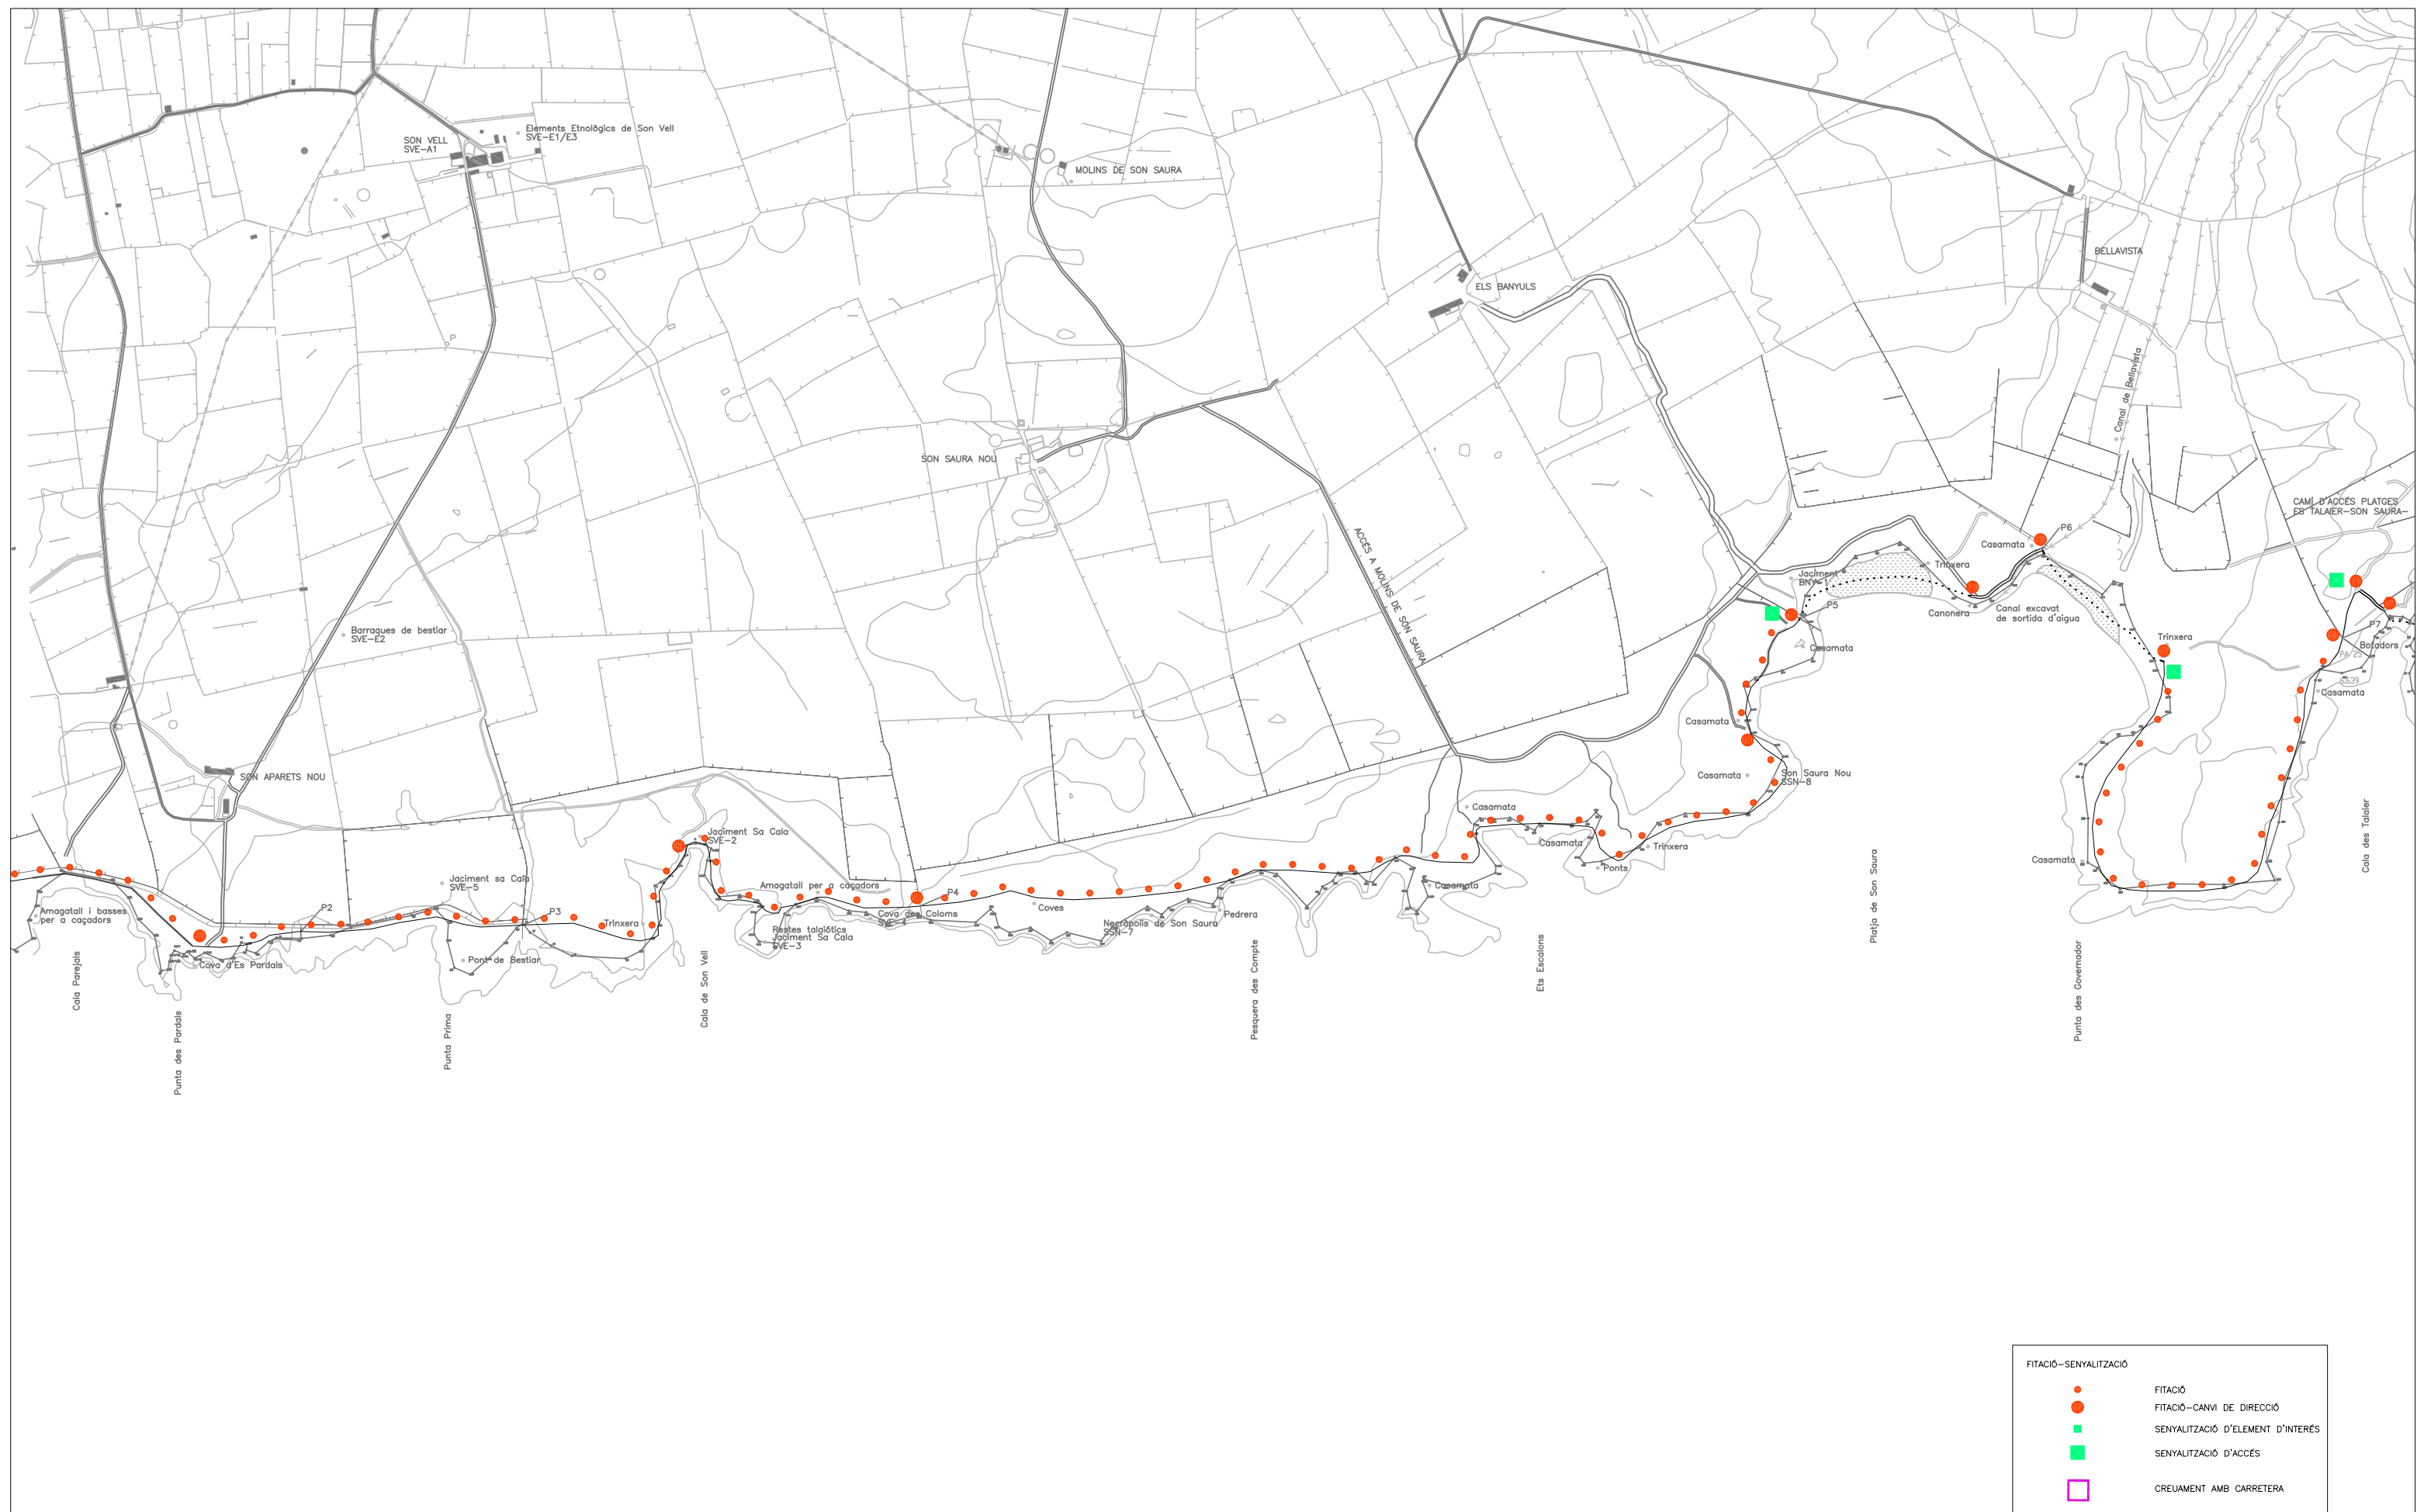 Elements Etnològics de Son Vell
SVE-E1/E3
SON VELL
SVE-A1
MOLINS DE SON SAURA
BELLAVISTA
ELS BANYULS
P
Canal de Bellavista
SON SAURA NOU
CAMÍ D'ACCÉS PLATGES
ES TALAIER-SON SAURA-
ACCÉS A MOLINS DE SON SAURA
P6
Casamata
Trinxera
Jaciment
BNY-1
P5
Canonera
Canal excavat
de sortida d'aigua
Barraques de bestiar
SVE-E2
Trinxera
P7
Botadors
PA 25
Casamata
Casamata
Casamata
Casamata
Son Saura Nou
SSN-8
SON APARETS NOU
Casamata
Jaciment Sa Cala
SVE-2
Casamata
Trinxera
Ponts
Casamata
Casamata
Jaciment sa Cala
SVE-5
Amagatall per a caçadors
P4
Amagatall i basses
per a caçadors
P2
P3
Trinxera
Cova des Coloms
SVE-4
Coves
Necròpolis de Son Saura
SSN-7
Pedrera
Restes talaiòtics
Jaciment Sa Cala
SVE-3
Cova d'Es Pardals
Pont de Bestiar
Cala Parejals
Punta des Pardals
Punta Prima
Cala de Son Vell
Pesquera des Compte
Ets Escalons
Platja de Son Saura
Punta des Governador
Cala des Talaier
FITACIÓ-SENYALITZACIÓ
FITACIÓ
FITACIÓ-CANVI DE DIRECCIÓ
SENYALITZACIÓ D'ELEMENT D'INTERÉS
SENYALITZACIÓ D'ACCÉS
CREUAMENT AMB CARRETERA